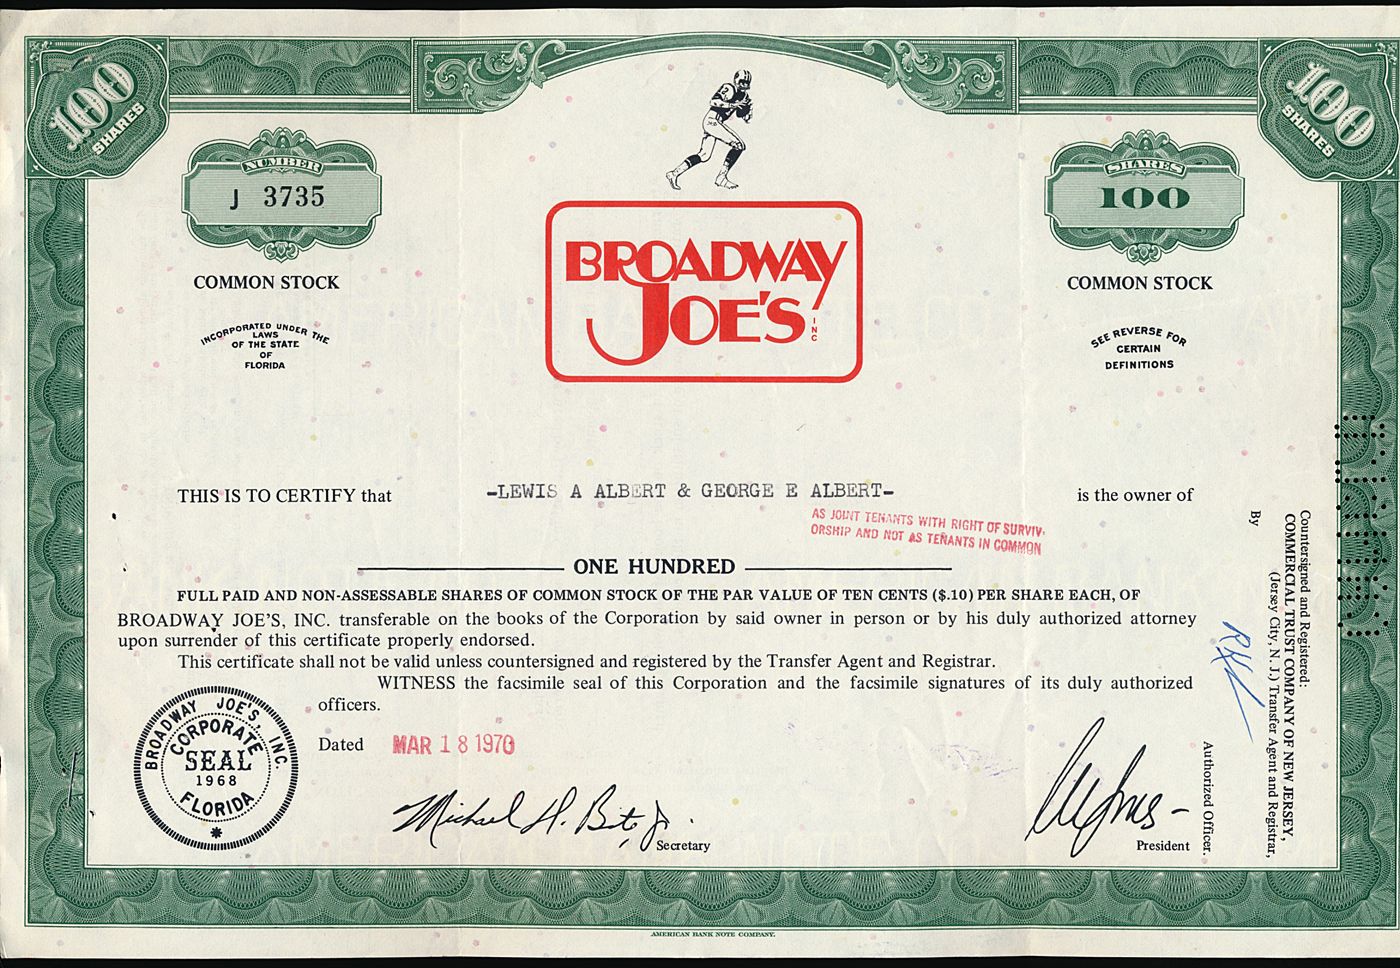 100
SHARES
100
SHARES
NUMBER
J 3735
COMMON STOCK
INCORPORATED UNDER THE
LAWS
OF THE STATE
OF
FLORIDA
BROADWAY
JOE'S
INC
SHARES
100
COMMON STOCK
SEE REVERSE FOR
CERTAIN
DEFINITIONS
THIS IS TO CERTIFY that -LEWIS A ALBERT & GEORGE E ALBERT- is the owner of
AS JOINT TENANTS WITH RIGHT OF SURVIV-
ORSHIP AND NOT AS TENANTS IN COMMON
ONE HUNDRED
FULL PAID AND NON-ASSESSABLE SHARES OF COMMON STOCK OF THE PAR VALUE OF TEN CENTS ($.10) PER SHARE EACH, OF
BROADWAY JOE'S, INC. transferable on the books of the Corporation by said owner in person or by his duly authorized attorney
upon surrender of this certificate properly endorsed.
This certificate shall not be valid unless countersigned and registered by the Transfer Agent and Registrar.
WITNESS the facsimile seal of this Corporation and the facsimile signatures of its duly authorized
officers.
Dated MAR 18 1970
BROADWAY JOE'S, INC.
CORPORATE
SEAL
1968
FLORIDA
Michael H. Jr.
Secretary
President
Countersigned and Registered:
COMMERCIAL TRUST COMPANY OF NEW JERSEY,
(Jersey City, N. J.) Transfer Agent and Registrar,
By
Authorized Officer.
AMERICAN BANK NOTE COMPANY.